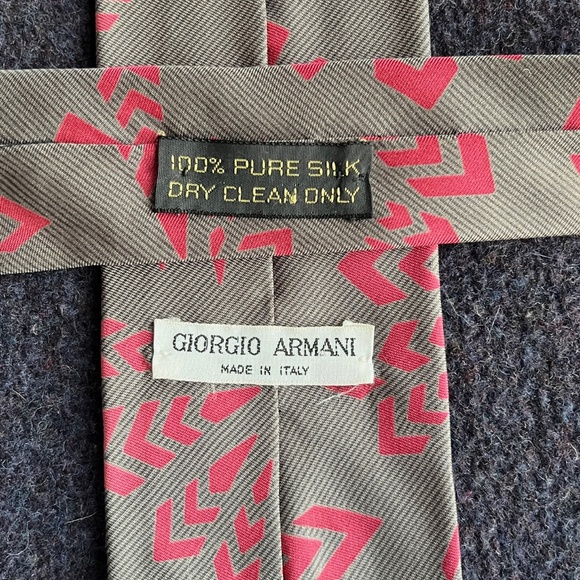 100% PURE SILK
DRY CLEAN ONLY
GIORGIO ARMANI
MADE IN ITALY